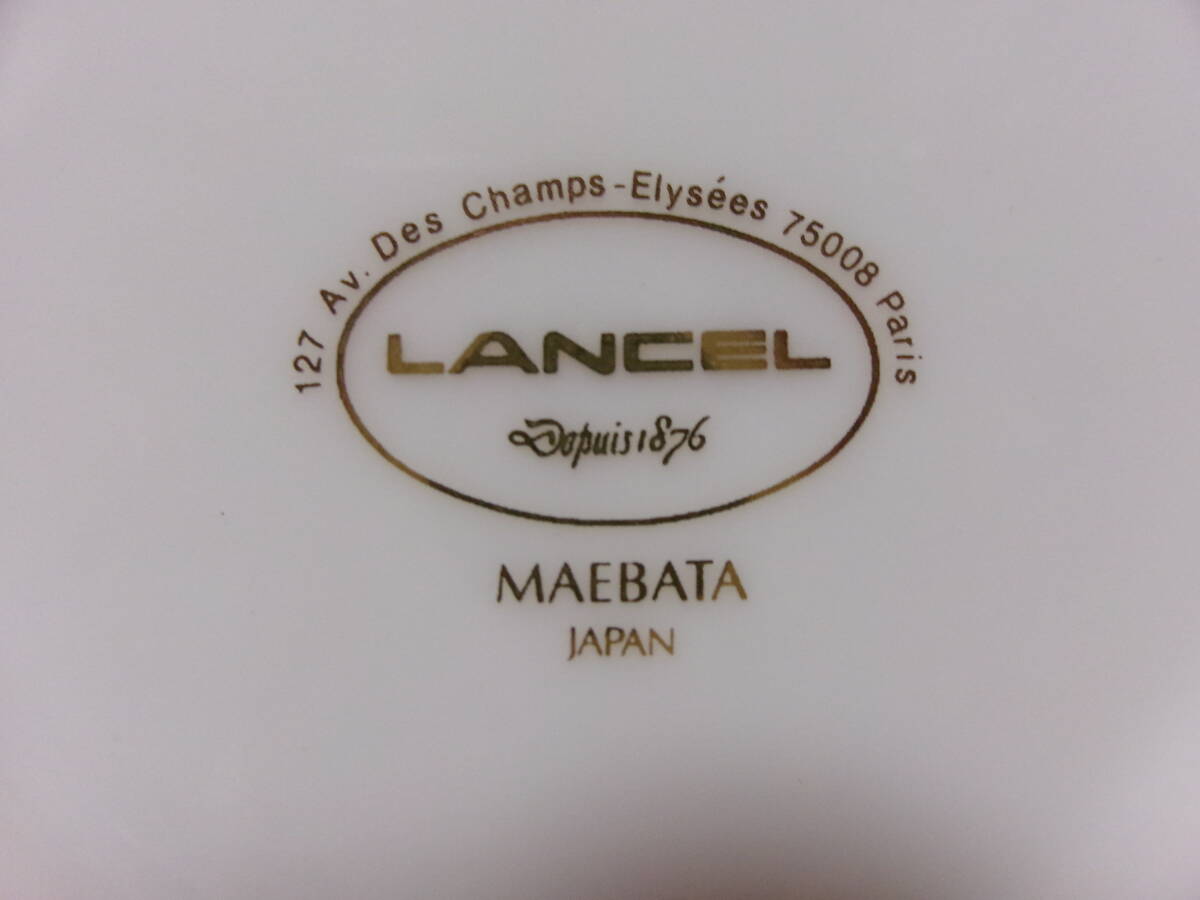 127 Av. Des Champs-Elysées 75008 Paris
LANCEL
Depuis 1876
MAEBATA
JAPAN